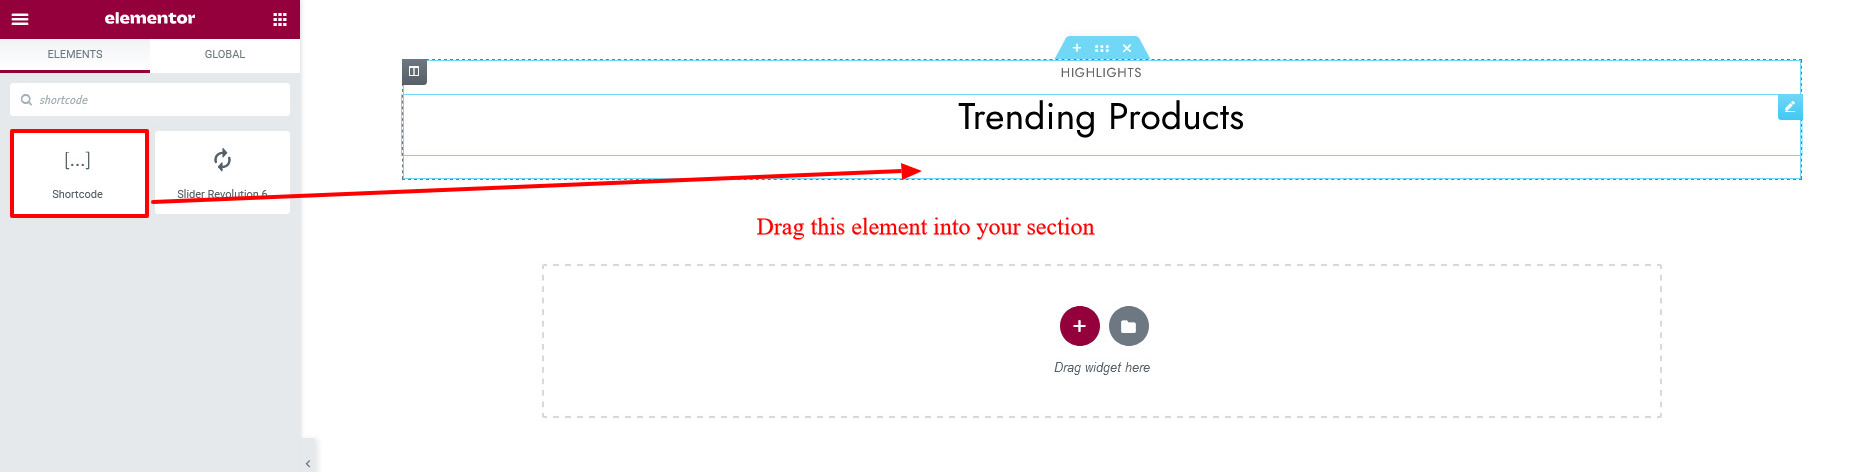 elementor
ELEMENTS
GLOBAL
shortcode
[...]
Shortcode
Slider Revolution 6
HIGHLIGHTS
Trending Products
Drag this element into your section
Drag widget here